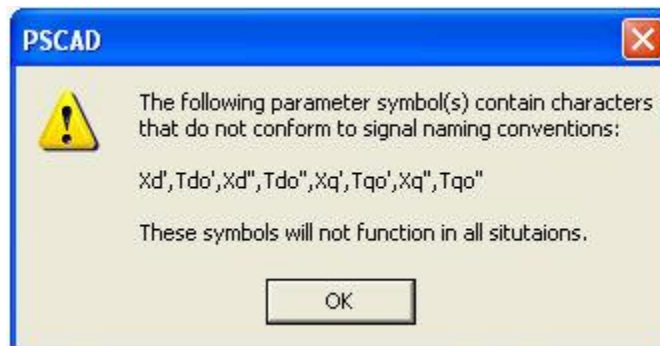 PSCAD
The following parameter symbol(s) contain characters
that do not conform to signal naming conventions:
Xd',Tdo',Xd",Tdo",Xq',Tqo',Xq",Tqo"
These symbols will not function in all situtaions.
OK